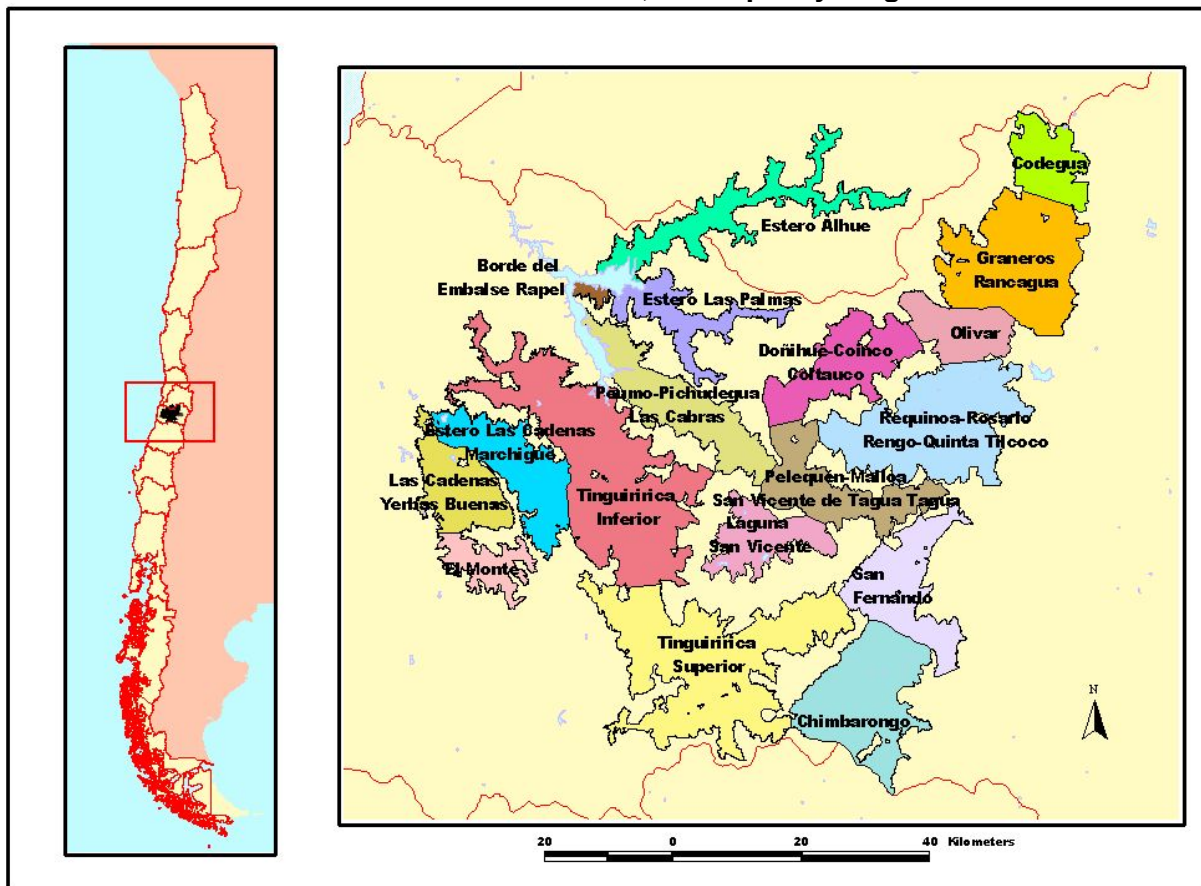 Codegua
Estero Alhue
Graneros
Rancagua
Borde del
Embalse Rapel
Estero Las Palmas
Olivar
Doñihue-Coinco
Coltauco
Peumo-Pichudegua
Las Cabras
Requinoa-Rosario
Rengo-Quinta Tilcoco
Estero Las Cadenas
Marchigue
Las Cadenas
Yerbas Buenas
Pelequen-Malloa
San Vicente de Tagua Tagua
Tinguiririca
Inferior
Laguna
San Vicente
El Monte
San
Fernando
Tinguiririca
Superior
Chimbarongo
N
20 0 20 40 Kilometers